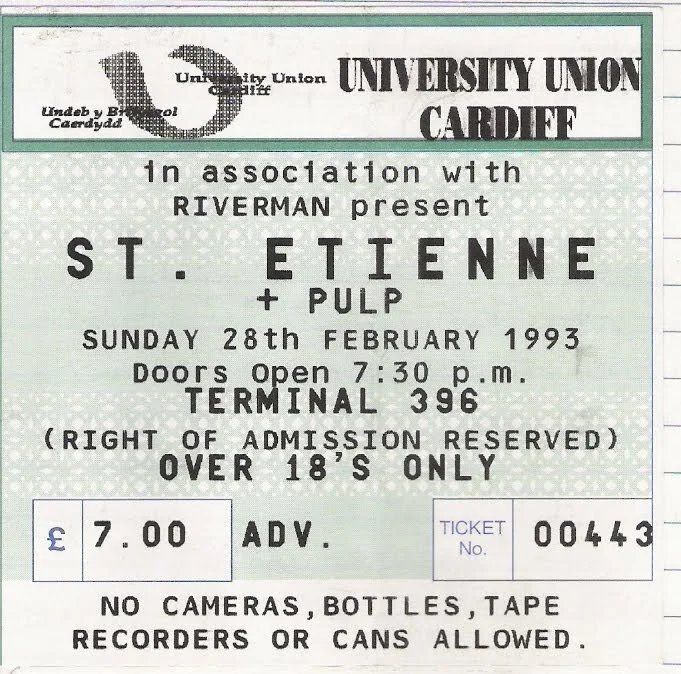 University Union
Cardiff
Undeb y Brifysgol
Caerdydd
UNIVERSITY UNION
CARDIFF
in association with
RIVERMAN present
ST. ETIENNE
+ PULP
SUNDAY 28th FEBRUARY 1993
Doors Open 7:30 p.m.
TERMINAL 396
(RIGHT OF ADMISSION RESERVED)
OVER 18'S ONLY
£ 7.00 ADV. TICKET No. 00443
NO CAMERAS,BOTTLES,TAPE
RECORDERS OR CANS ALLOWED.